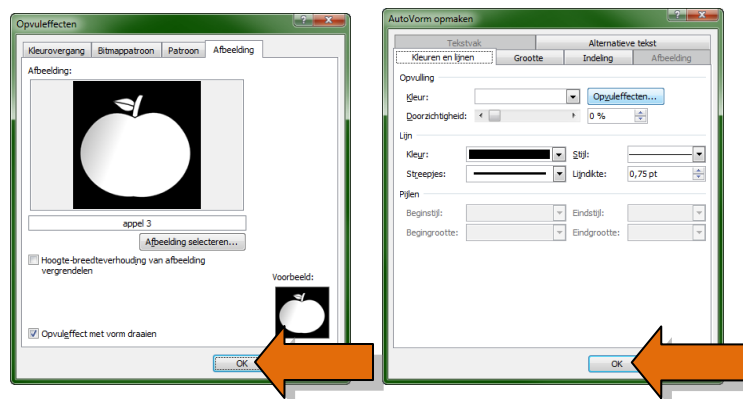 Opvuleffecten
Kleurovergang Bitmappatroon Patroon Afbeelding
Afbeelding:
appel 3
Afbeelding selecteren...
Hoogte-breedteverhouding van afbeelding
vergrendelen
Voorbeeld:
Opvuleffect met vorm draaien
OK
AutoVorm opmaken
Tekstvak Alternatieve tekst
Kleuren en lijnen Grootte Indeling Afbeelding
Opvulling
Kleur: Opvuleffecten...
Doorzichtigheid: 0 %
Lijn
Kleur: Stijl:
Streepjes: Lijndikte: 0,75 pt
Pijlen
Beginstijl: Eindstijl:
Begingrootte: Eindgrootte:
OK